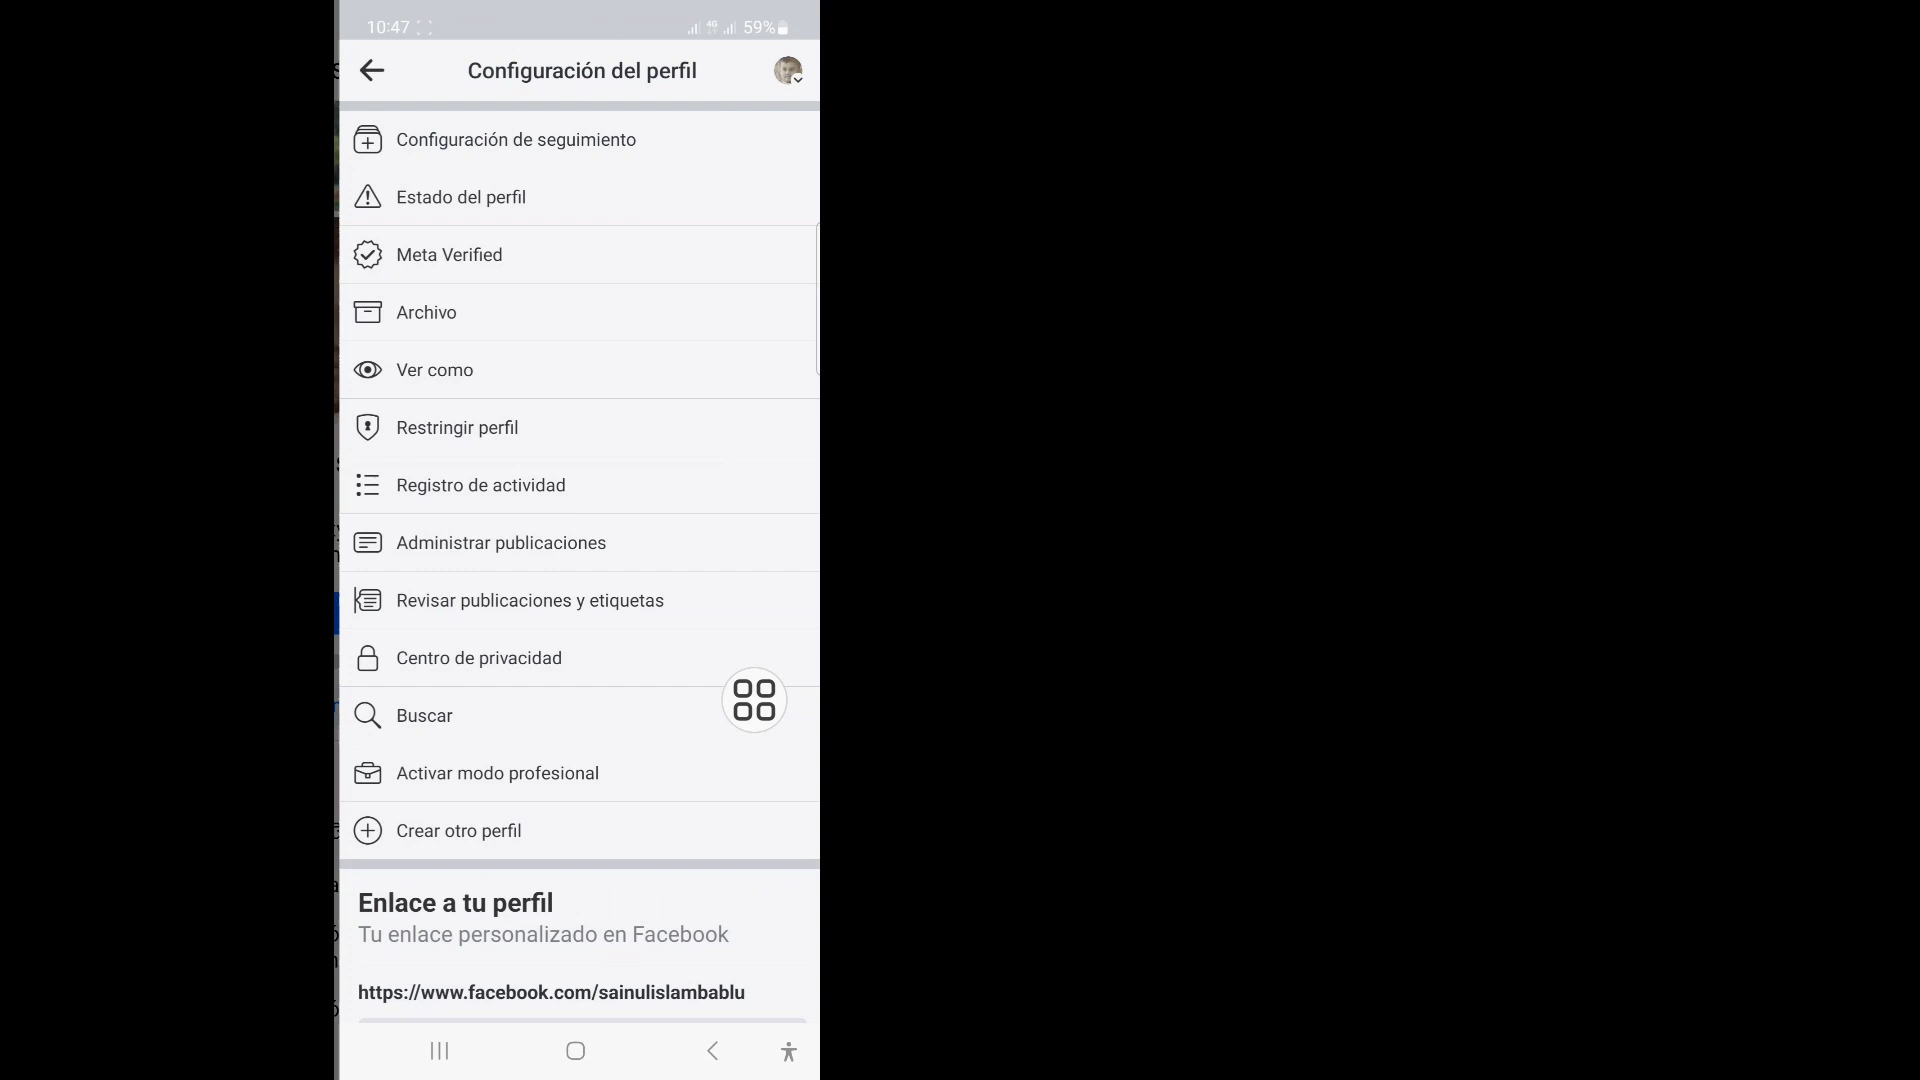 10:47
4G
59%
Configuración del perfil
Configuración de seguimiento
Estado del perfil
Meta Verified
Archivo
Ver como
Restringir perfil
Registro de actividad
Administrar publicaciones
Revisar publicaciones y etiquetas
Centro de privacidad
Buscar
Activar modo profesional
Crear otro perfil
Enlace a tu perfil
Tu enlace personalizado en Facebook
https://www.facebook.com/sainulislambablu